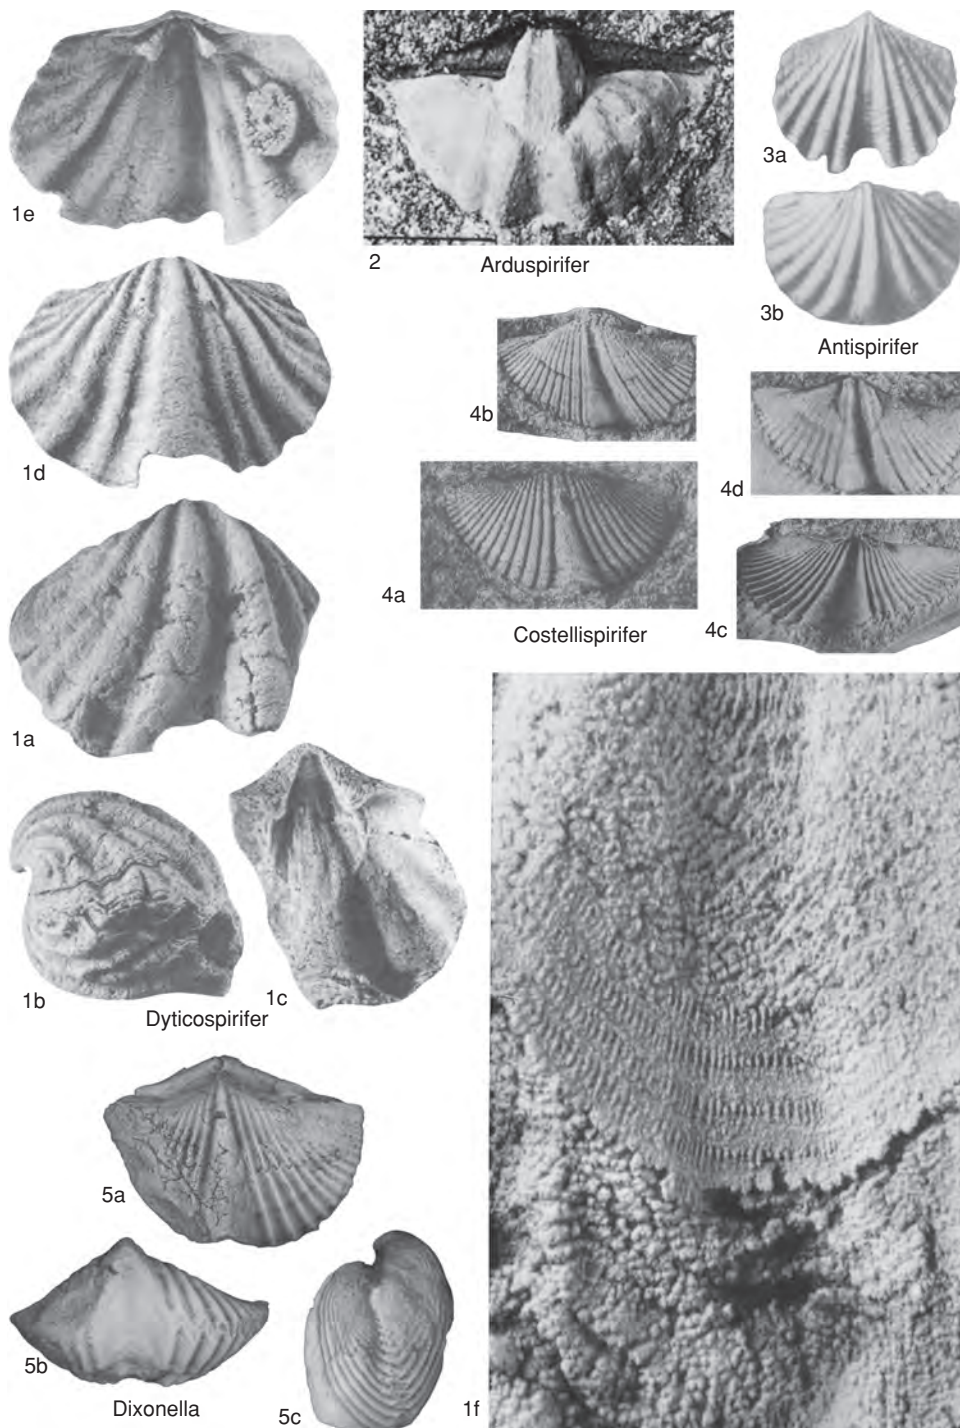 1e
2
Arduspirifer
3a
3b
Antispirifer
1d
4b
4d
4a
Costellispirifer
4c
1a
1b
1c
Dyticospirifer
5a
5b
Dixonella
5c
1f